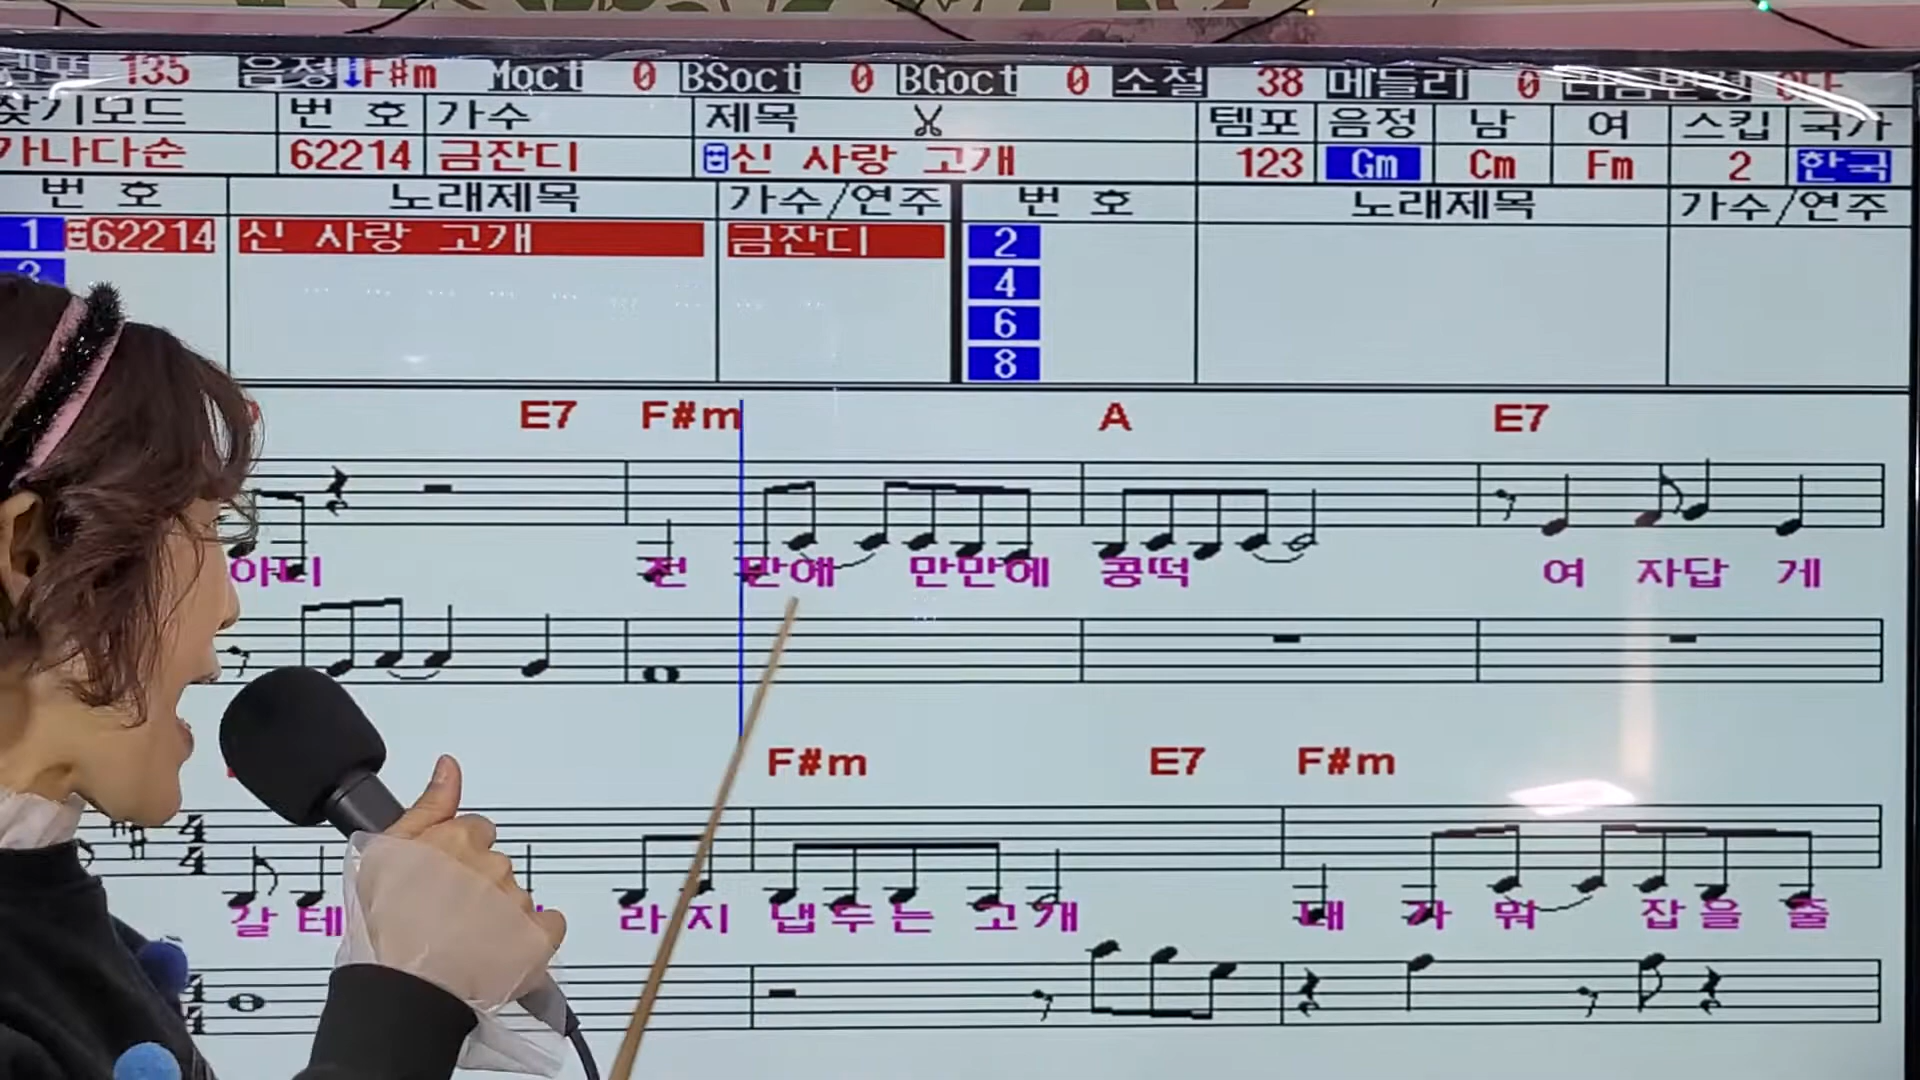 135 음정↓F#m Moct 0 BSoct 0 BGoct 0 소절 38 메들리 0
찾기모드 번 호 가수 제목 템포 음정 남 여 스킵 국가
가나다순 62214 금잔디 신 사랑 고개 123 Gm Cm Fm 2 한국
번 호 노래제목 가수/연주 번 호 노래제목 가수/연주
1 62214 신 사랑 고개 금잔디 2
4
6
8
E7 F#m A E7
아니 전 만에 만만에 콩떡 여 자답 게
F#m E7 F#m
4
4
갈 테 라 지 냅두는 고개 내 가 뭐 잡을 줄
4
4